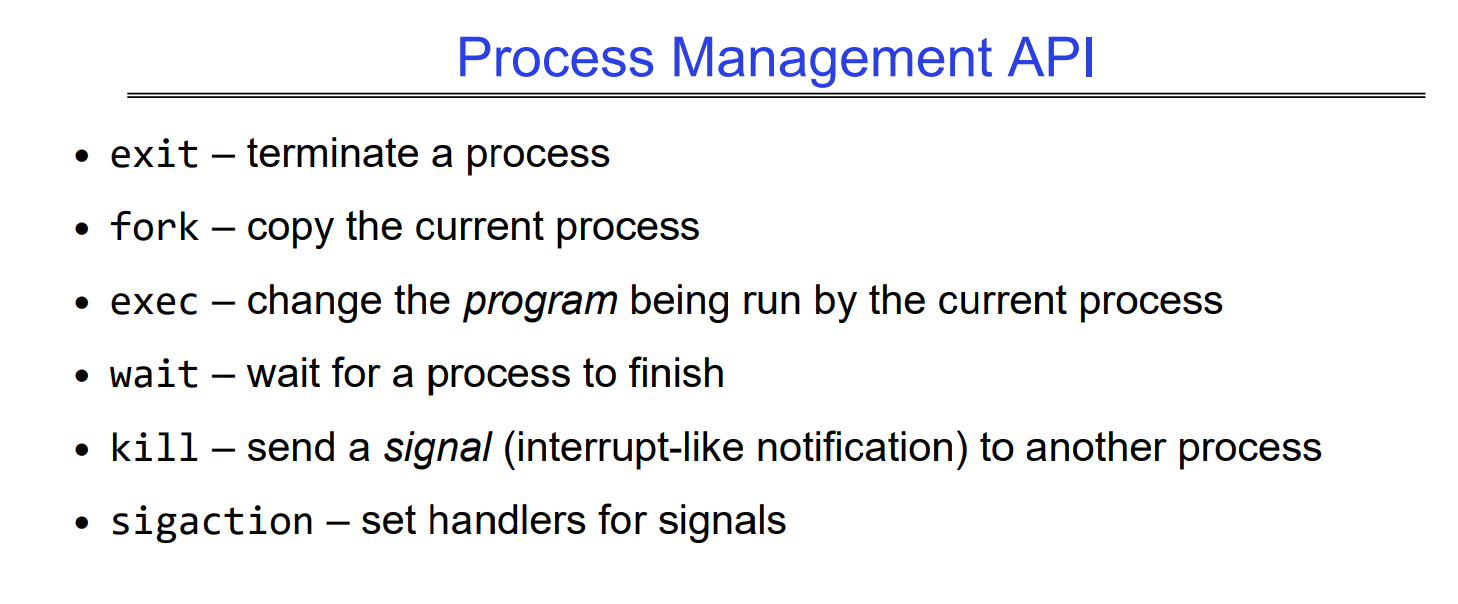 Process Management API
• exit – terminate a process
• fork – copy the current process
• exec – change the program being run by the current process
• wait – wait for a process to finish
• kill – send a signal (interrupt-like notification) to another process
• sigaction – set handlers for signals